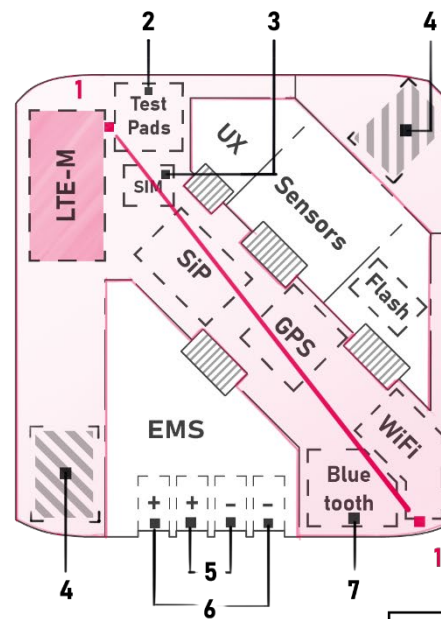 2
3
4
1
Test
Pads
UX
LTE-M
SIM
Sensors
SiP
Flash
GPS
WiFi
EMS
Blue
tooth
+
+
-
-
4
5
6
7
1